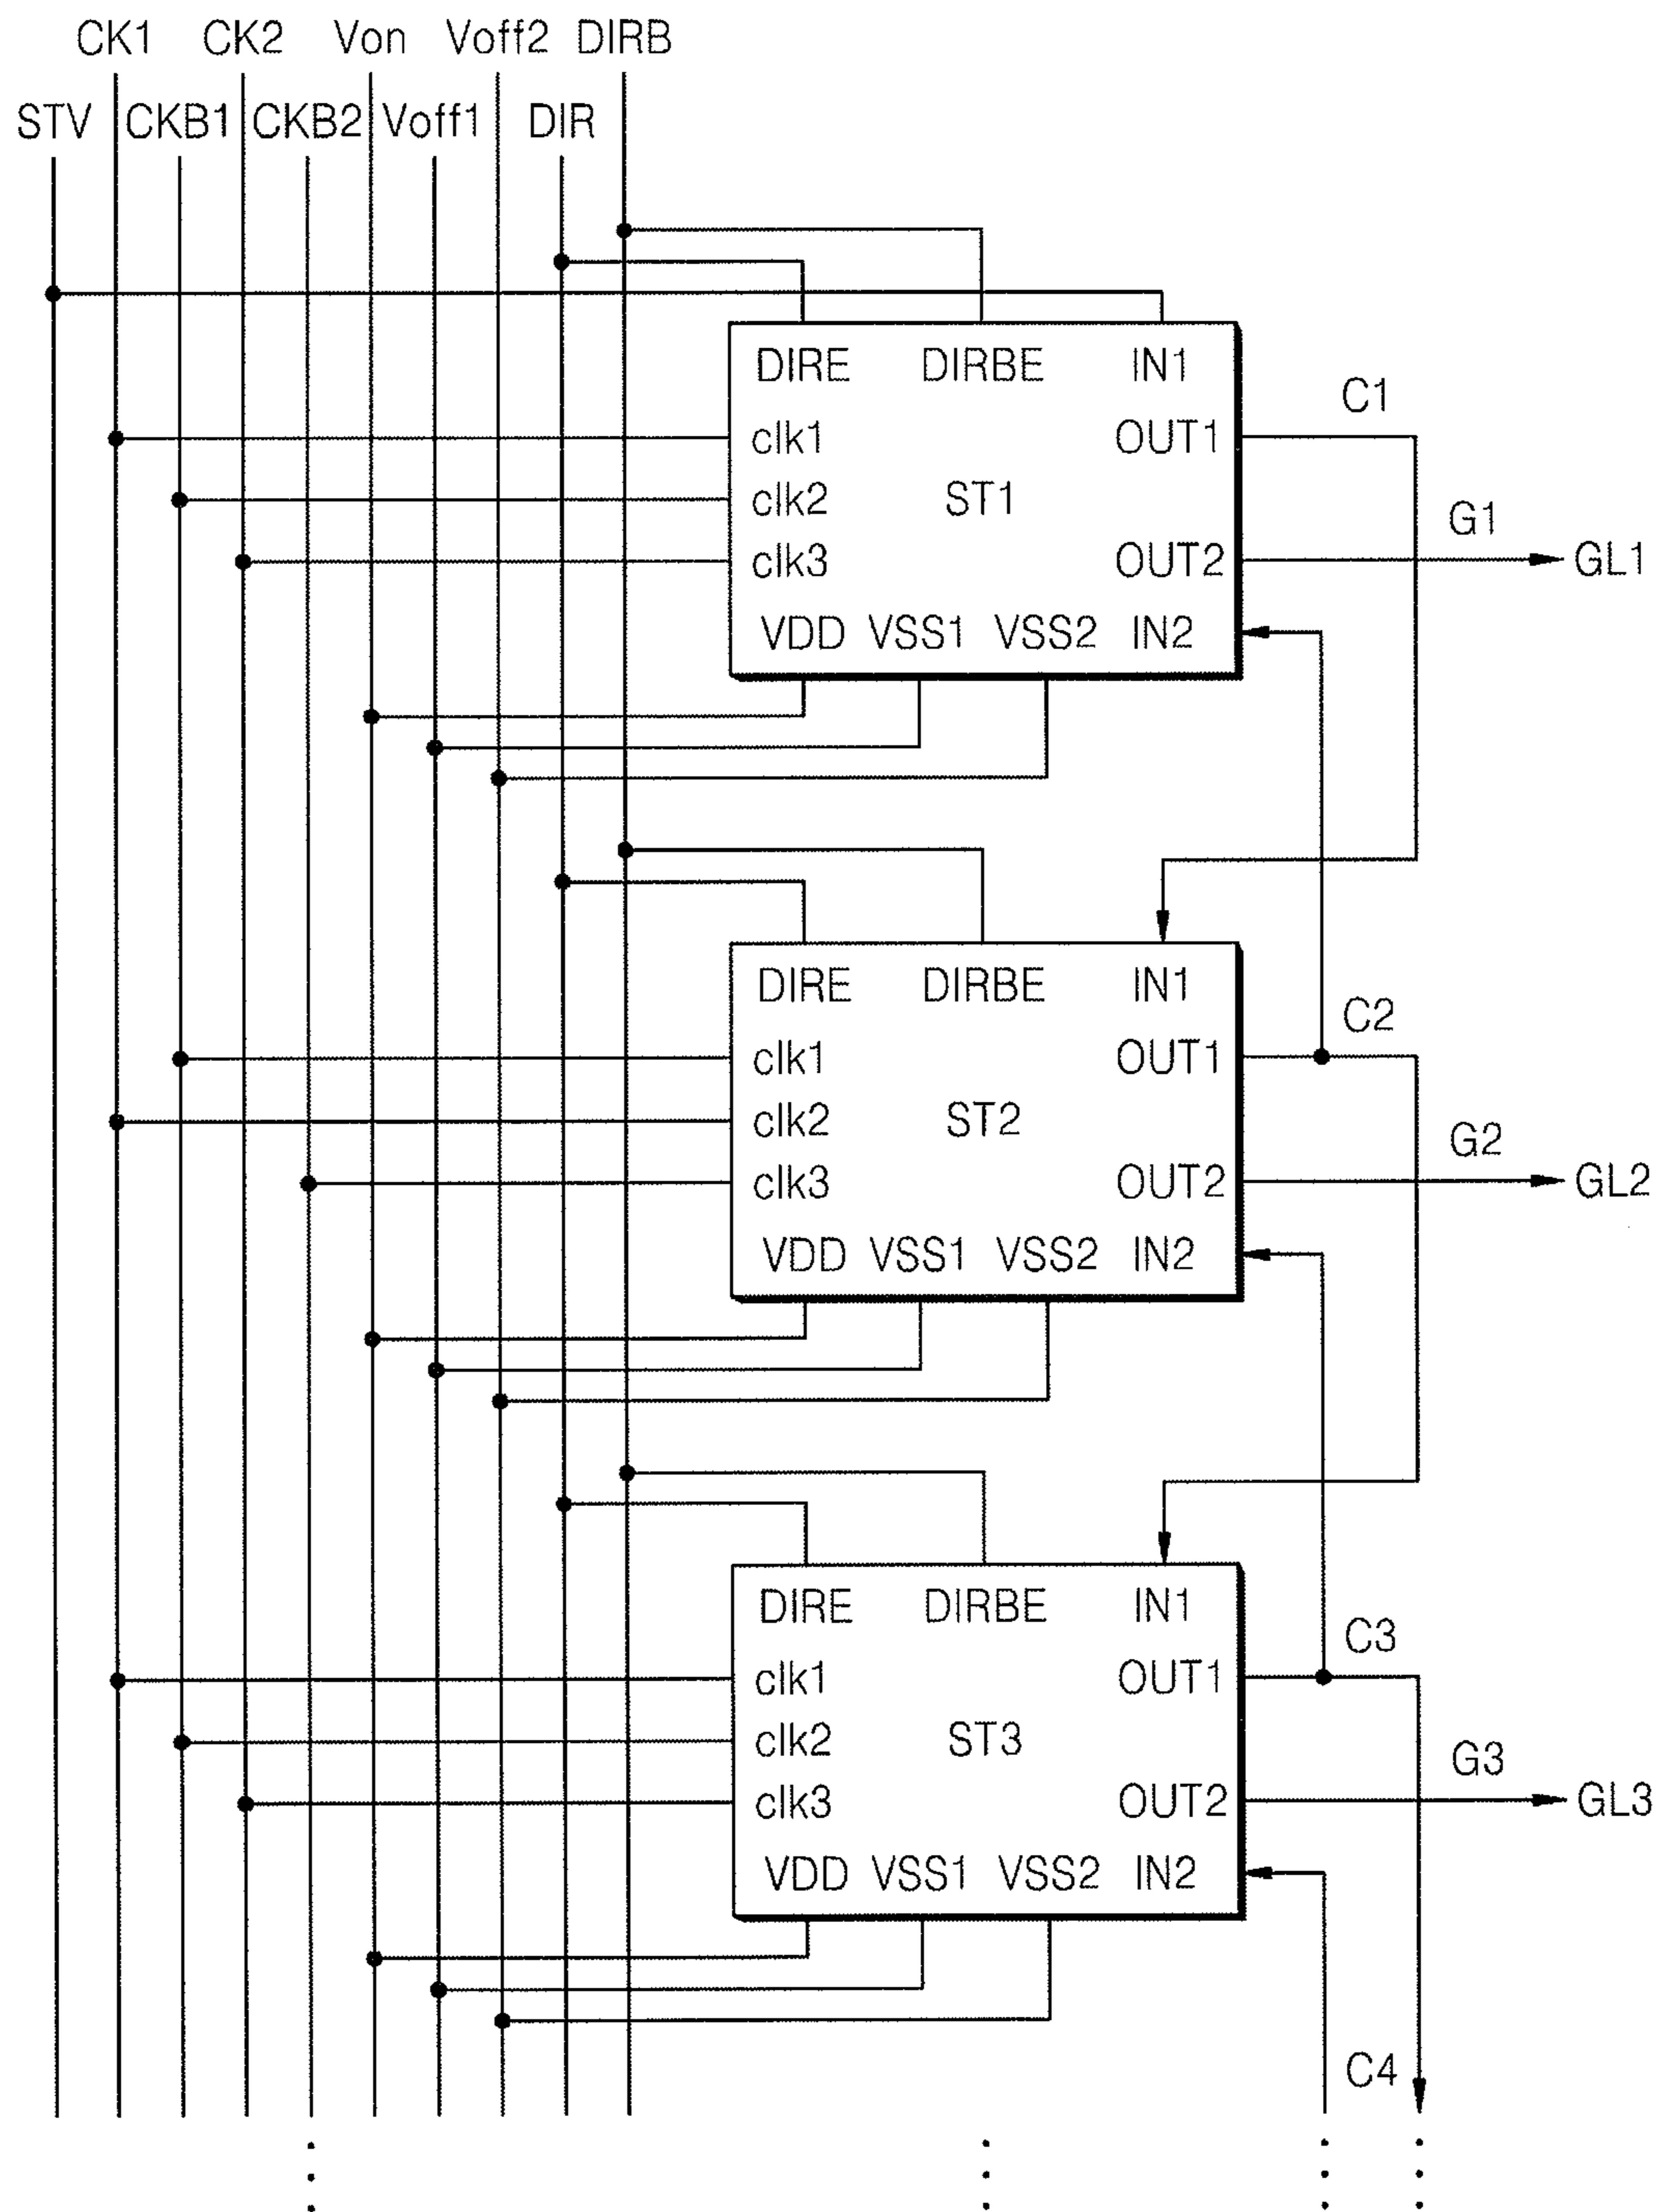 CK1 CK2 Von Voff2 DIRB
STV CKB1 CKB2 Voff1 DIR
DIRE DIRBE IN1
C1
clk1 OUT1
clk2 ST1
G1
clk3 OUT2 GL1
VDD VSS1 VSS2 IN2
DIRE DIRBE IN1
C2
clk1 OUT1
clk2 ST2
G2
clk3 OUT2 GL2
VDD VSS1 VSS2 IN2
DIRE DIRBE IN1
C3
clk1 OUT1
clk2 ST3
G3
clk3 OUT2 GL3
VDD VSS1 VSS2 IN2
C4